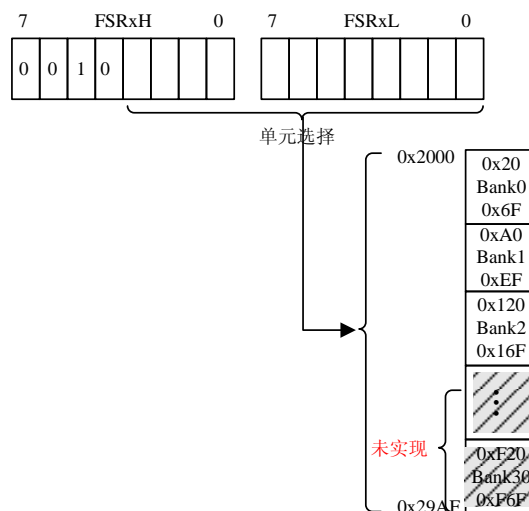 7 FSRxH 0 7 FSRxL 0
0 0 1 0
单元选择
0x2000
0x20
Bank0
0x6F
0xA0
Bank1
0xEF
0x120
Bank2
0x16F
未实现
0xF20
Bank30
0xF6F
0x29AF